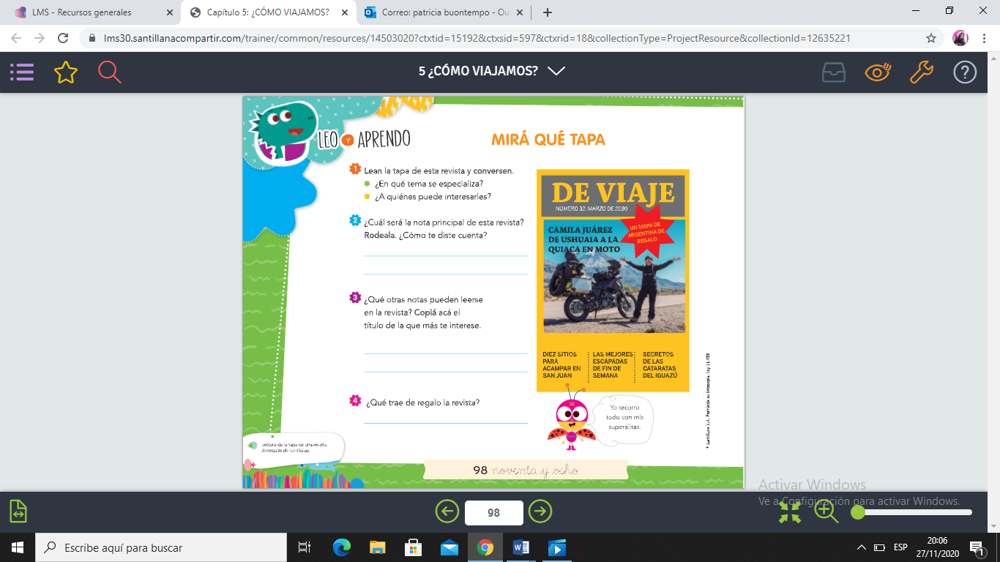 LMS - Recursos generales
Capítulo 5: ¿CÓMO VIAJAMOS?
Correo: patricia buontempo - Ou
lms30.santillanacompartir.com/trainer/common/resources/14503020?ctxtid=15192&ctxsid=597&ctxrid=18&collectionType=ProjectResource&collectionId=12635221
5 ¿CÓMO VIAJAMOS?
LEO Y APRENDO
MIRÁ QUÉ TAPA
1 Lean la tapa de esta revista y conversen.
¿En qué tema se especializa?
¿A quiénes puede interesarles?
2 ¿Cuál será la nota principal de esta revista?
Rodeala. ¿Cómo te diste cuenta?
3 ¿Qué otras notas pueden leerse
en la revista? Copiá acá el
título de la que más te interese.
4 ¿Qué trae de regalo la revista?
DE VIAJE
NÚMERO 32. MARZO DE 2020
UN MAPA DE
ARGENTINA DE
REGALO
CAMILA JUÁREZ
DE USHUAIA A LA
QUIACA EN MOTO
DIEZ SITIOS
PARA
ACAMPAR EN
SAN JUAN
LAS MEJORES
ESCAPADAS
DE FIN DE
SEMANA
SECRETOS
DE LAS
CATARATAS
DEL IGUAZÚ
Yo recorro
todo con mis
superalitas.
© Santillana S.A. Prohibida su fotocopia. Ley 11.723
Lectura de la tapa de una revista.
Jerarquía de los títulos.
98 noventa y ocho
Activar Windows
Ve a Configuración para activar Windows.
98
Escribe aquí para buscar
ESP
20:06
27/11/2020
1